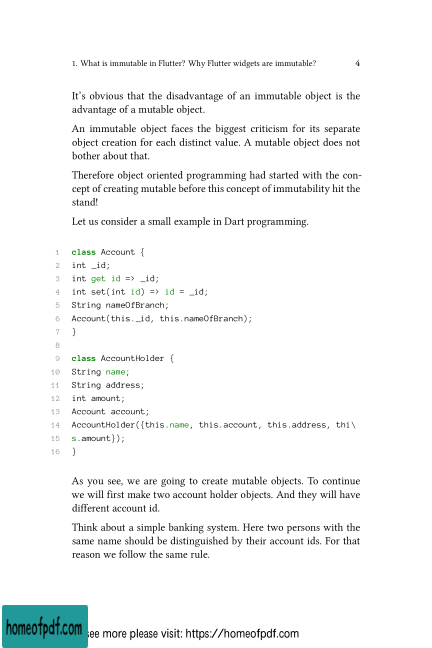 1. What is immutable in Flutter? Why Flutter widgets are immutable? 4
It's obvious that the disadvantage of an immutable object is the
advantage of a mutable object.
An immutable object faces the biggest criticism for its separate
object creation for each distinct value. A mutable object does not
bother about that.
Therefore object oriented programming had started with the con-
cept of creating mutable before this concept of immutability hit the
stand!
Let us consider a small example in Dart programming.
1 class Account {
2 int _id;
3 int get id => _id;
4 int set(int id) => id = _id;
5 String nameOfBranch;
6 Account(this._id, this.nameOfBranch);
7 }
8
9 class AccountHolder {
10 String name;
11 String address;
12 int amount;
13 Account account;
14 AccountHolder({this.name, this.account, this.address, thi\
15 s.amount});
16 }
As you see, we are going to create mutable objects. To continue
we will first make two account holder objects. And they will have
different account id.
Think about a simple banking system. Here two persons with the
same name should be distinguished by their account ids. For that
reason we follow the same rule.
homeofpdf.com
see more please visit: https://homeofpdf.com